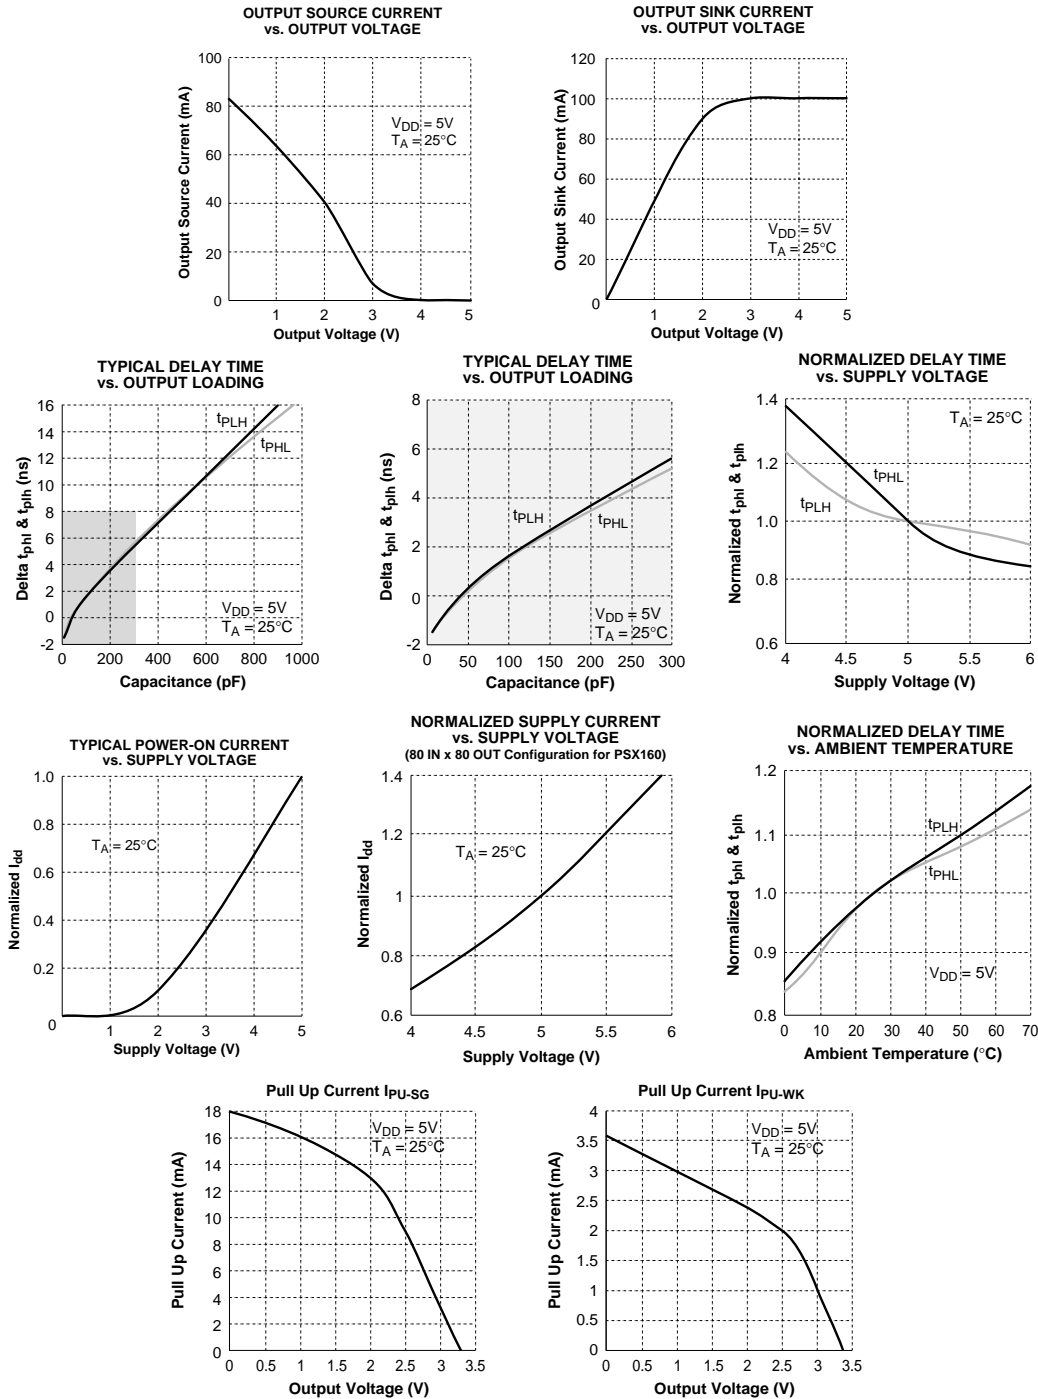 OUTPUT SOURCE CURRENT
vs. OUTPUT VOLTAGE
100
80
60
40
20
0
Output Source Current (mA)
V_DD = 5V
T_A = 25°C
0 1 2 3 4 5
Output Voltage (V)
OUTPUT SINK CURRENT
vs. OUTPUT VOLTAGE
120
100
80
60
40
20
0
Output Sink Current (mA)
V_DD = 5V
T_A = 25°C
1 2 3 4 5
Output Voltage (V)
TYPICAL DELAY TIME
vs. OUTPUT LOADING
16
14
12
10
8
6
4
2
0
-2
Delta t_phl & t_plh (ns)
t_PLH
t_PHL
V_DD = 5V
T_A = 25°C
0 200 400 600 800 1000
Capacitance (pF)
TYPICAL DELAY TIME
vs. OUTPUT LOADING
8
6
4
2
0
-2
Delta t_phl & t_plh (ns)
t_PLH
t_PHL
V_DD = 5V
T_A = 25°C
0 50 100 150 200 250 300
Capacitance (pF)
NORMALIZED DELAY TIME
vs. SUPPLY VOLTAGE
1.4
1.2
1.0
0.8
0.6
Normalized t_phl & t_plh
T_A = 25°C
t_PHL
t_PLH
4 4.5 5 5.5 6
Supply Voltage (V)
TYPICAL POWER-ON CURRENT
vs. SUPPLY VOLTAGE
1.0
0.8
0.6
0.4
0.2
0
Normalized I_dd
T_A = 25°C
1 2 3 4 5
Supply Voltage (V)
NORMALIZED SUPPLY CURRENT
vs. SUPPLY VOLTAGE
(80 IN x 80 OUT Configuration for PSX160)
1.4
1.2
1
0.8
0.6
Normalized I_dd
T_A = 25°C
4 4.5 5 5.5 6
Supply Voltage (V)
NORMALIZED DELAY TIME
vs. AMBIENT TEMPERATURE
1.2
1.1
1.0
0.9
0.8
Normalized t_phl & t_plh
t_PLH
t_PHL
V_DD = 5V
0 10 20 30 40 50 60 70
Ambient Temperature (°C)
Pull Up Current I_PU-SG
18
16
14
12
10
8
6
4
2
0
Pull Up Current (mA)
V_DD = 5V
T_A = 25°C
0 0.5 1 1.5 2 2.5 3 3.5
Output Voltage (V)
Pull Up Current I_PU-WK
4
3.5
3
2.5
2
1.5
1
0.5
0
Pull Up Current (mA)
V_DD = 5V
T_A = 25°C
0 0.5 1 1.5 2 2.5 3 3.5
Output Voltage (V)